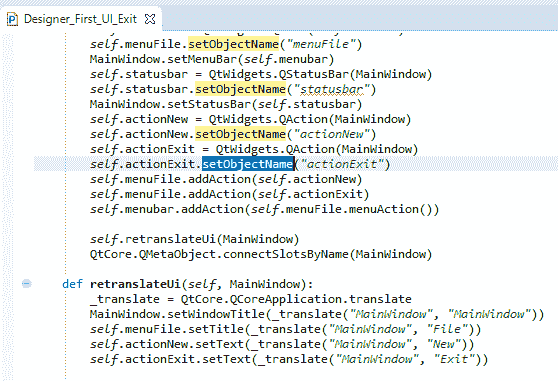 Designer_First_UI_Exit
self.menuFile.setObjectName("menuFile")
MainWindow.setMenuBar(self.menubar)
self.statusbar = QtWidgets.QStatusBar(MainWindow)
self.statusbar.setObjectName("statusbar")
MainWindow.setStatusBar(self.statusbar)
self.actionNew = QtWidgets.QAction(MainWindow)
self.actionNew.setObjectName("actionNew")
self.actionExit = QtWidgets.QAction(MainWindow)
self.actionExit.setObjectName("actionExit")
self.menuFile.addAction(self.actionNew)
self.menuFile.addAction(self.actionExit)
self.menubar.addAction(self.menuFile.menuAction())
self.retranslateUi(MainWindow)
QtCore.QMetaObject.connectSlotsByName(MainWindow)
def retranslateUi(self, MainWindow):
_translate = QtCore.QCoreApplication.translate
MainWindow.setWindowTitle(_translate("MainWindow", "MainWindow"))
self.menuFile.setTitle(_translate("MainWindow", "File"))
self.actionNew.setText(_translate("MainWindow", "New"))
self.actionExit.setText(_translate("MainWindow", "Exit"))